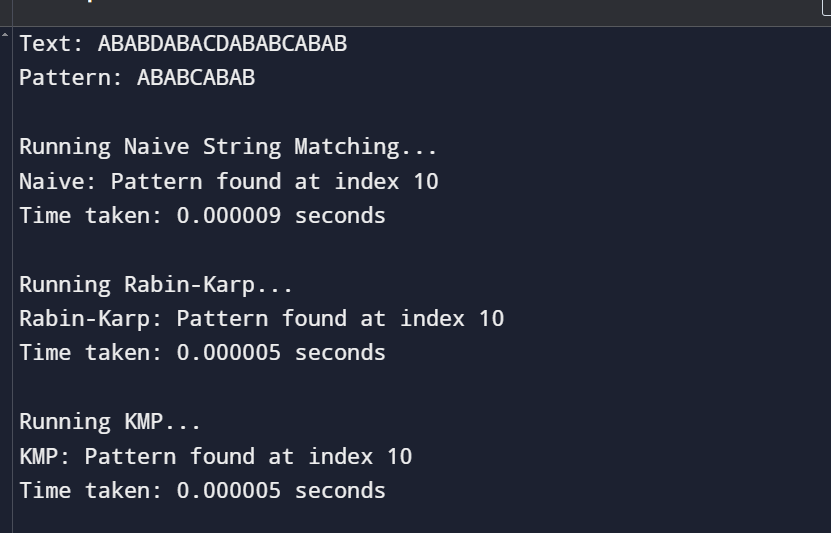 Text: ABABDABACDABABCABAB
Pattern: ABABCABAB
Running Naive String Matching...
Naive: Pattern found at index 10
Time taken: 0.000009 seconds
Running Rabin-Karp...
Rabin-Karp: Pattern found at index 10
Time taken: 0.000005 seconds
Running KMP...
KMP: Pattern found at index 10
Time taken: 0.000005 seconds